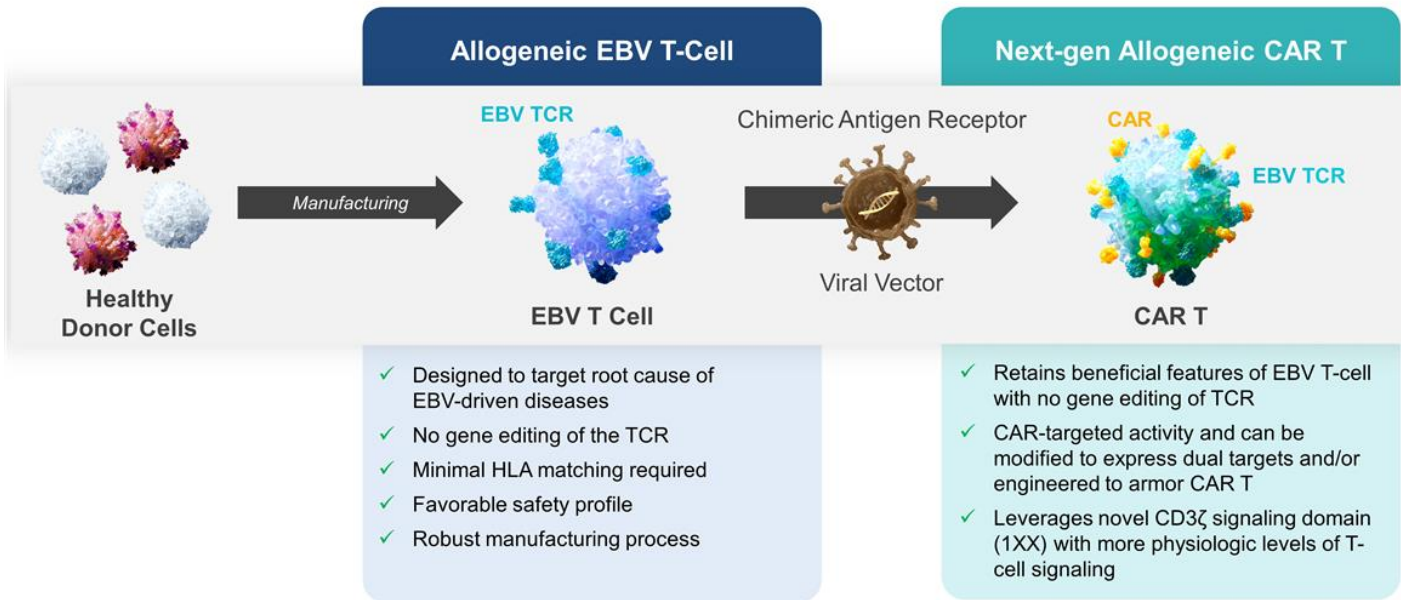 Allogeneic EBV T-Cell
Next-gen Allogeneic CAR T
Healthy
Donor Cells
Manufacturing
EBV TCR
EBV T Cell
Chimeric Antigen Receptor
Viral Vector
CAR
EBV TCR
CAR T
✓ Designed to target root cause of
EBV-driven diseases
✓ No gene editing of the TCR
✓ Minimal HLA matching required
✓ Favorable safety profile
✓ Robust manufacturing process
✓ Retains beneficial features of EBV T-cell
with no gene editing of TCR
✓ CAR-targeted activity and can be
modified to express dual targets and/or
engineered to armor CAR T
✓ Leverages novel CD3ζ signaling domain
(1XX) with more physiologic levels of T-
cell signaling